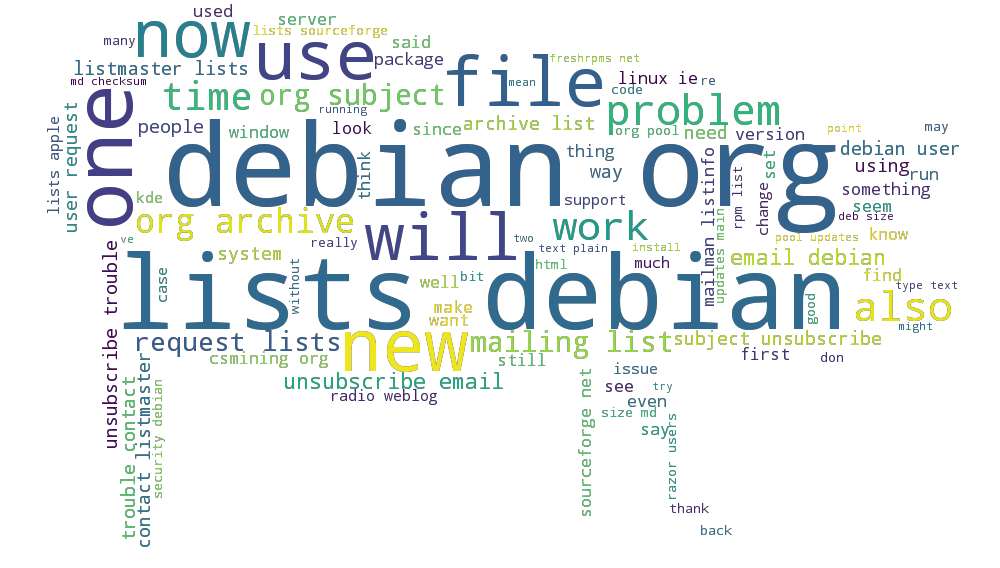 used
server
many
now
lists sourceforge
said
use
package
freshrpms net
listmaster lists
md checksum
file
mean
code
linux ie
re
time
org subject
running
problem
one
people
window
look
since
archive list
org pool
need
version
point
may
lists apple
user request
debian org
thing
way
think
support
debian user
using
set
run
something
seem
kde
org archive
will
work
mailman listinfo
rpm list
change
deb size
know
ve
system
really
two
text plain
install
much
updates main
pool updates
email debian
find
type text
unsubscribe trouble
case
without
well
bit
html
lists debian
good
also
might
make
want
new
request lists
mailing list
subject unsubscribe
csmining org
still
first
don
unsubscribe email
radio weblog
issue
see
try
even
size md
say
trouble contact
contact listmaster
security debian
sourceforge net
razor users
thank
back